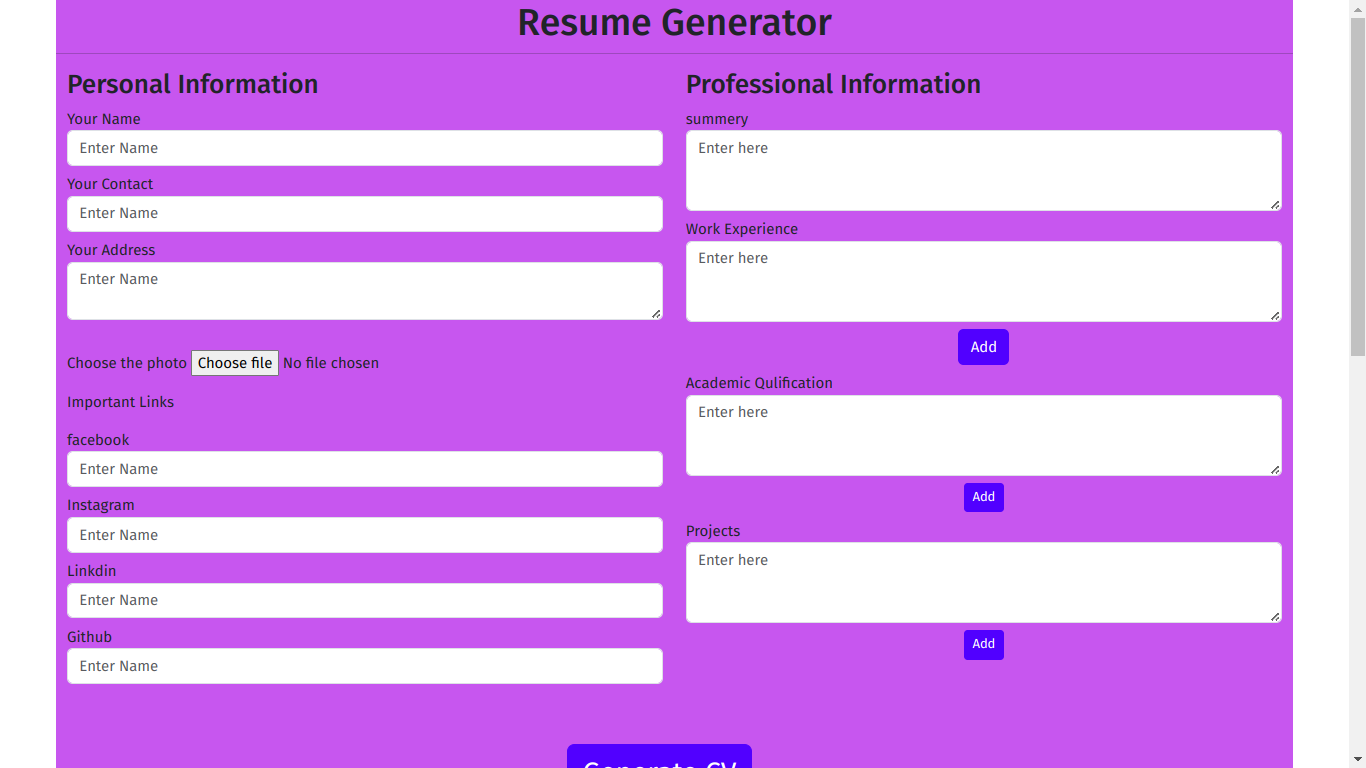 Resume Generator
Personal Information
Your Name
Enter Name
Your Contact
Enter Name
Your Address
Enter Name
Choose the photo Choose file No file chosen
Important Links
facebook
Enter Name
Instagram
Enter Name
Linkdin
Enter Name
Github
Enter Name
Professional Information
summery
Enter here
Work Experience
Enter here
Add
Academic Qulification
Enter here
Add
Projects
Enter here
Add
Generate CV